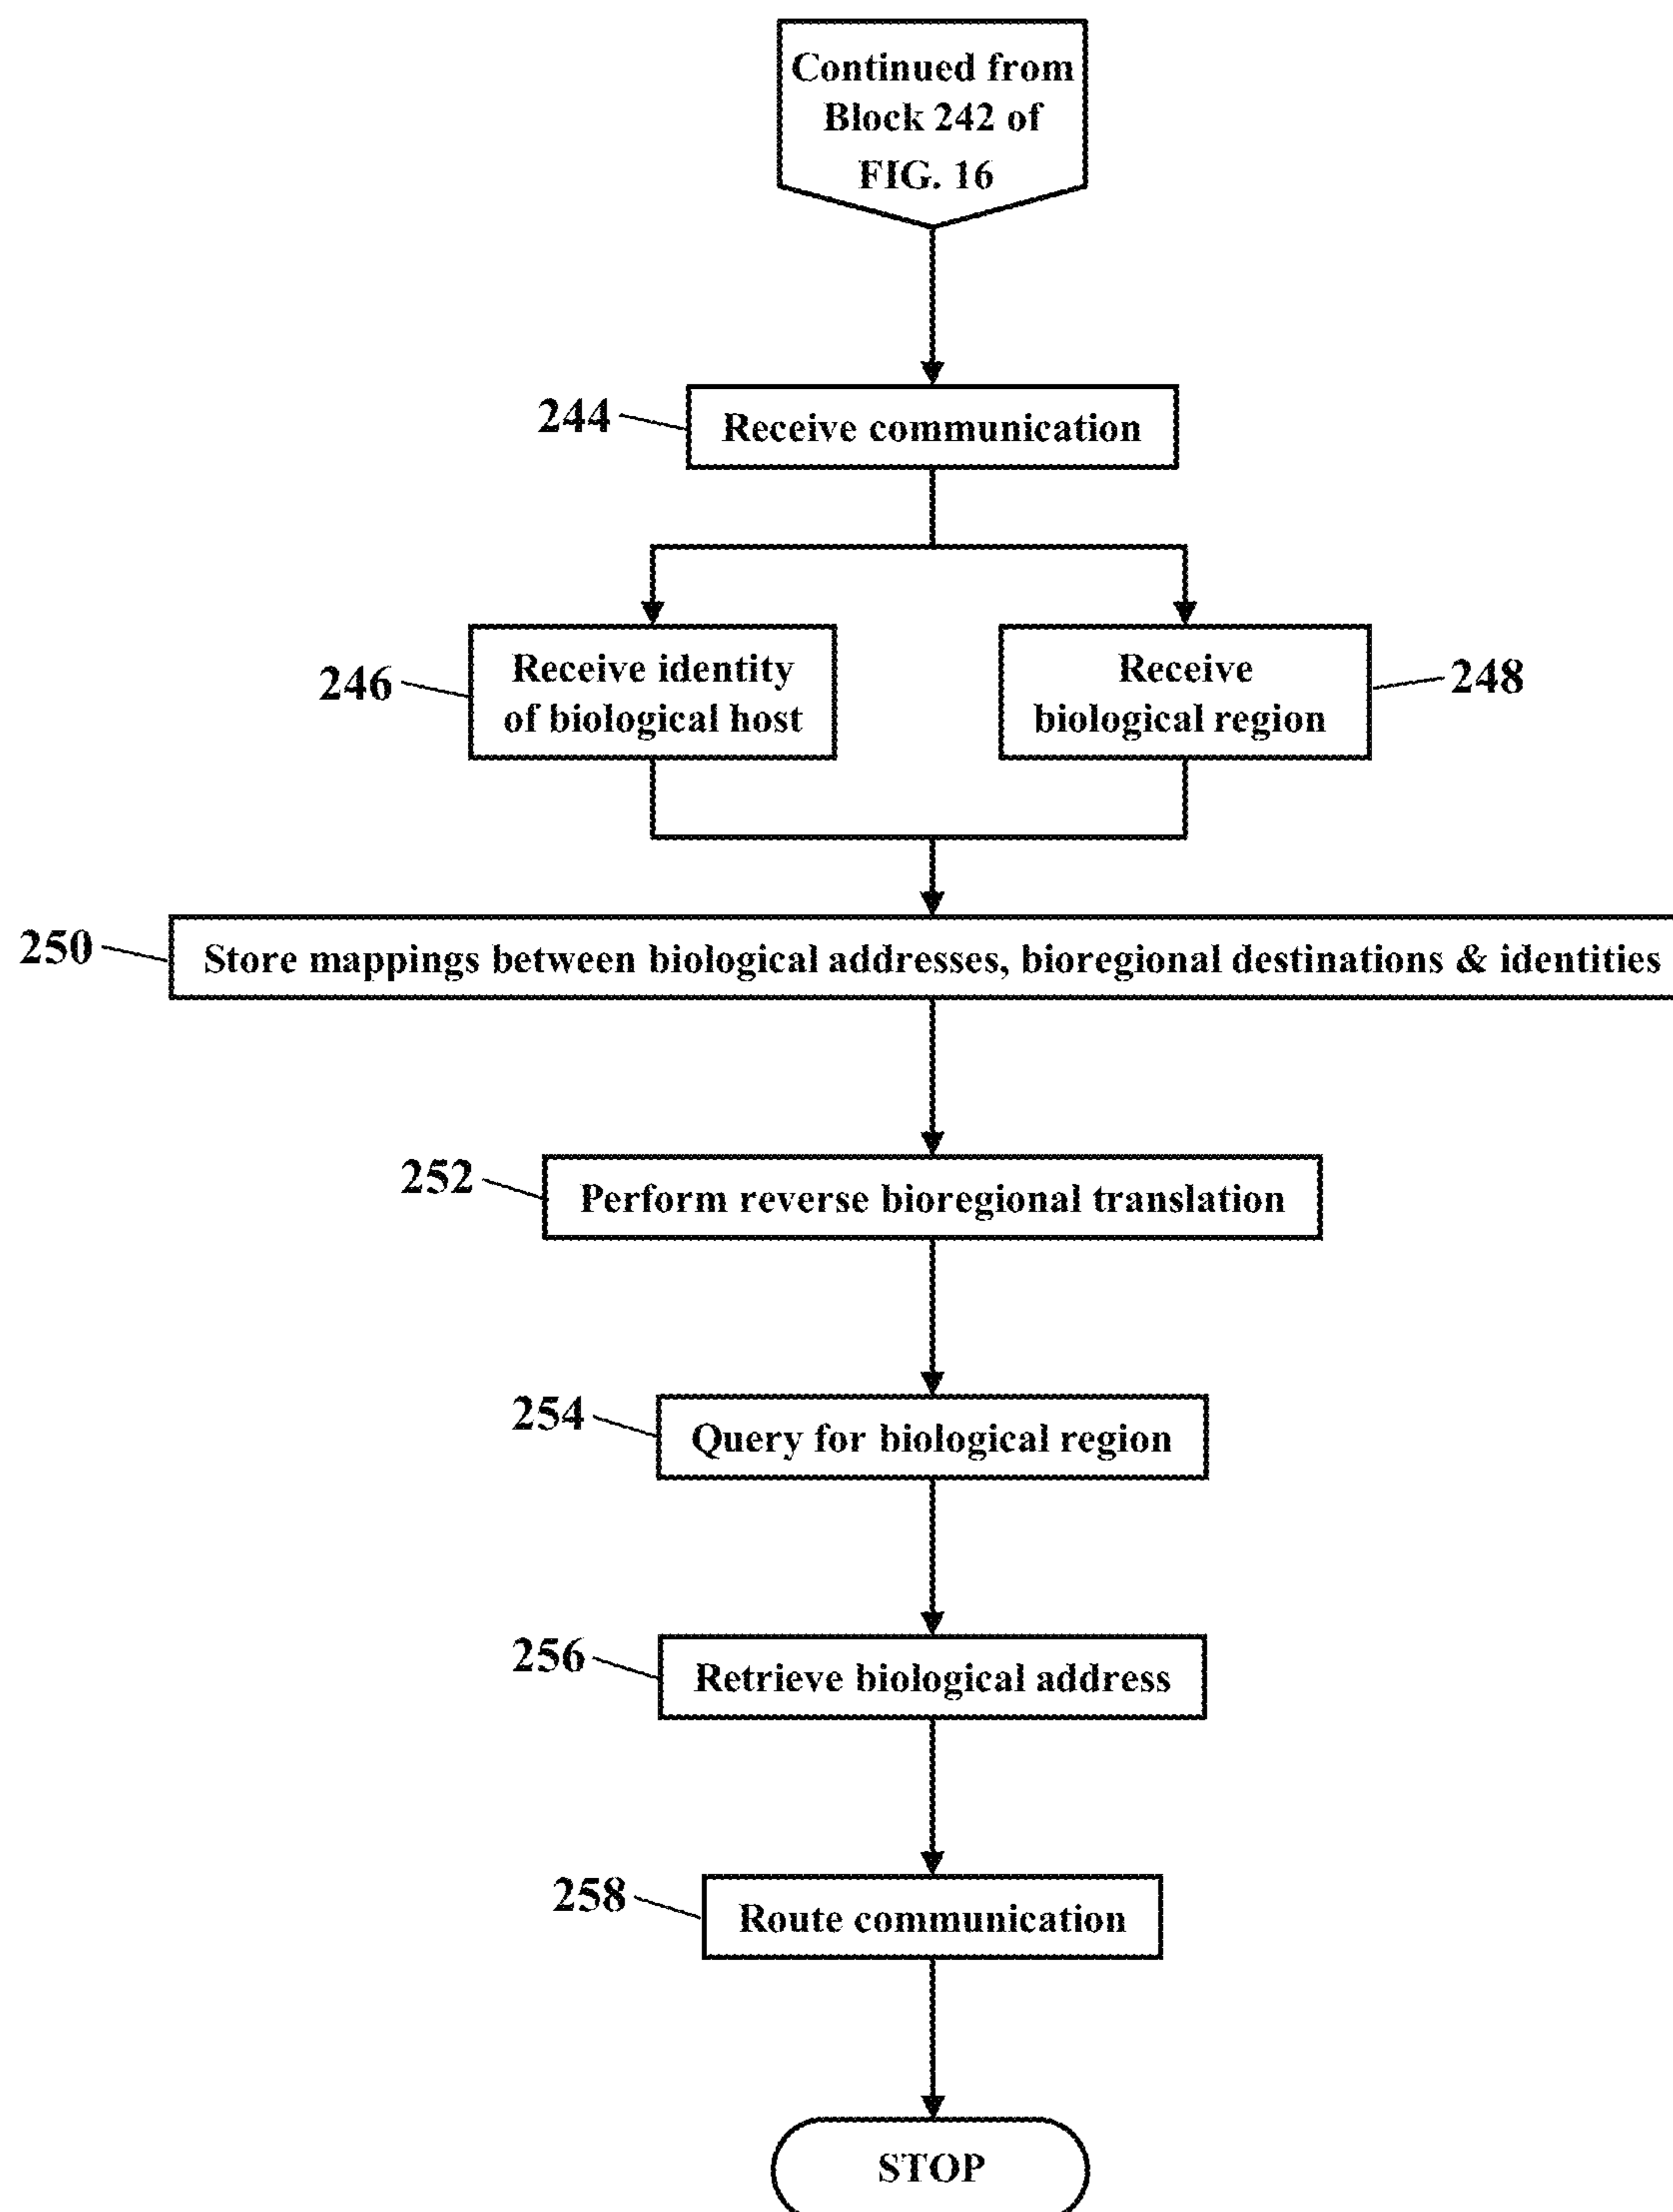 Continued from
Block 242 of
FIG. 16
244
Receive communication
246
Receive identity
of biological host
Receive
biological region
248
250
Store mappings between biological addresses, bioregional destinations & identities
252
Perform reverse bioregional translation
254
Query for biological region
256
Retrieve biological address
258
Route communication
STOP